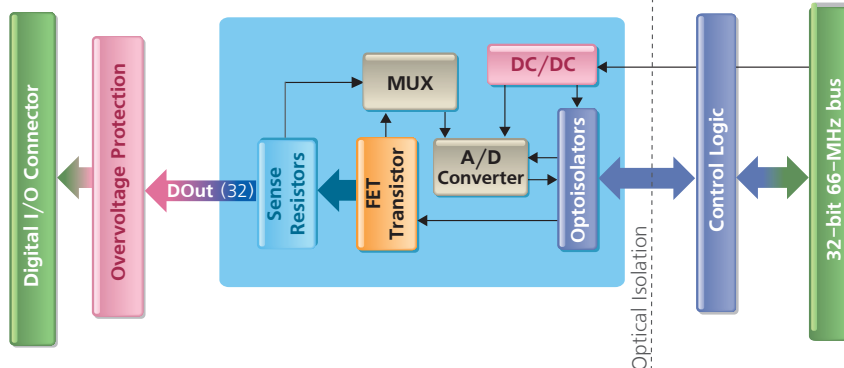 Digital I/O Connector
Overvoltage Protection
DOut (32)
Sense
Resistors
MUX
FET
Transistor
DC/DC
A/D
Converter
Optoisolators
Optical Isolation
Control Logic
32-bit 66-MHz bus